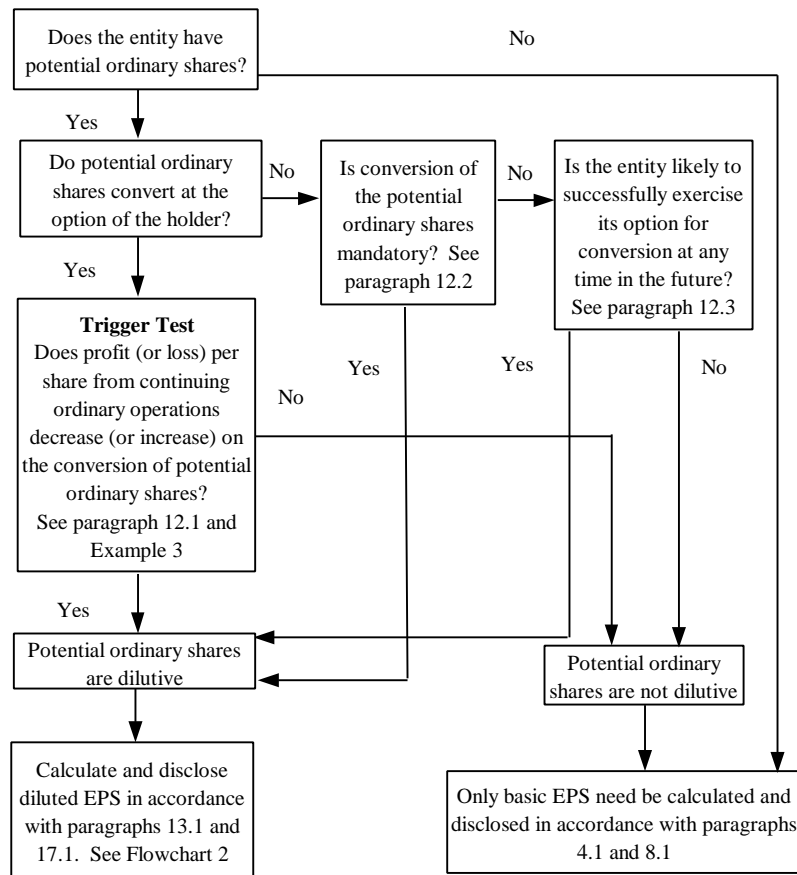 Does the entity have
potential ordinary shares?
No
Yes
Do potential ordinary
shares convert at the
option of the holder?
No
Is conversion of
the potential
ordinary shares
mandatory?  See
paragraph 12.2
No
Is the entity likely to
successfully exercise
its option for
conversion at any
time in the future?
See paragraph 12.3
Yes
Trigger Test
Does profit (or loss) per
share from continuing
ordinary operations
decrease (or increase) on
the conversion of potential
ordinary shares?
See paragraph 12.1 and
Example 3
No
Yes
Yes
No
Yes
Potential ordinary shares
are dilutive
Potential ordinary
shares are not dilutive
Calculate and disclose
diluted EPS in accordance
with paragraphs 13.1 and
17.1.  See Flowchart 2
Only basic EPS need be calculated and
disclosed in accordance with paragraphs
4.1 and 8.1